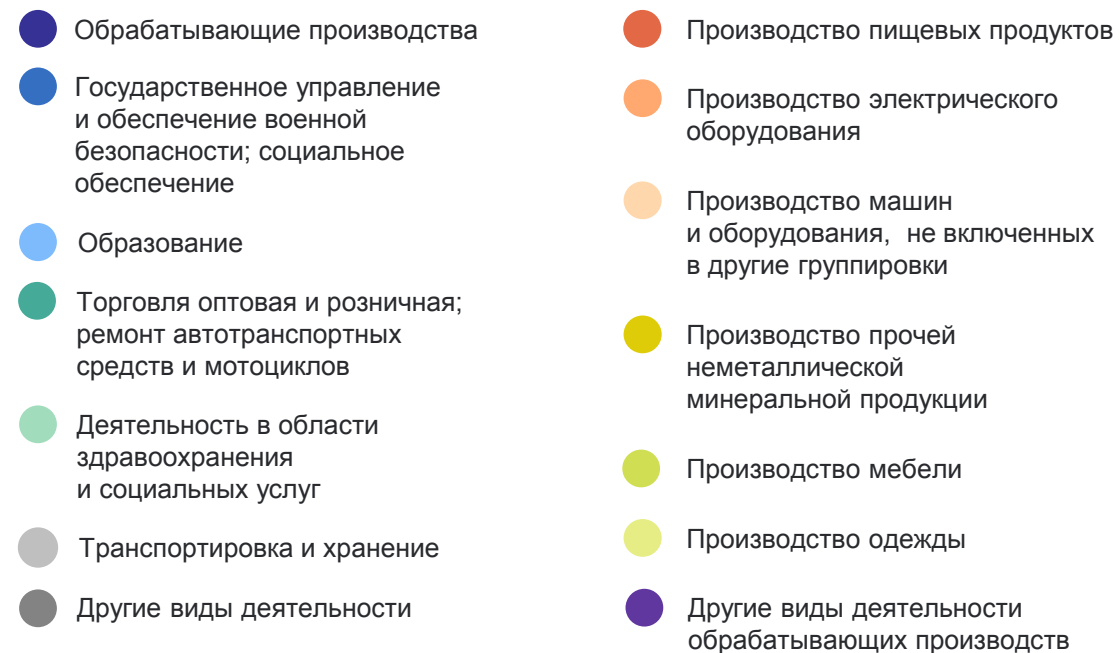 Обрабатывающие производства
Государственное управление
и обеспечение военной
безопасности; социальное
обеспечение
Образование
Торговля оптовая и розничная;
ремонт автотранспортных
средств и мотоциклов
Деятельность в области
здравоохранения
и социальных услуг
Транспортировка и хранение
Другие виды деятельности
Производство пищевых продуктов
Производство электрического
оборудования
Производство машин
и оборудования, не включенных
в другие группировки
Производство прочей
неметаллической
минеральной продукции
Производство мебели
Производство одежды
Другие виды деятельности
обрабатывающих производств